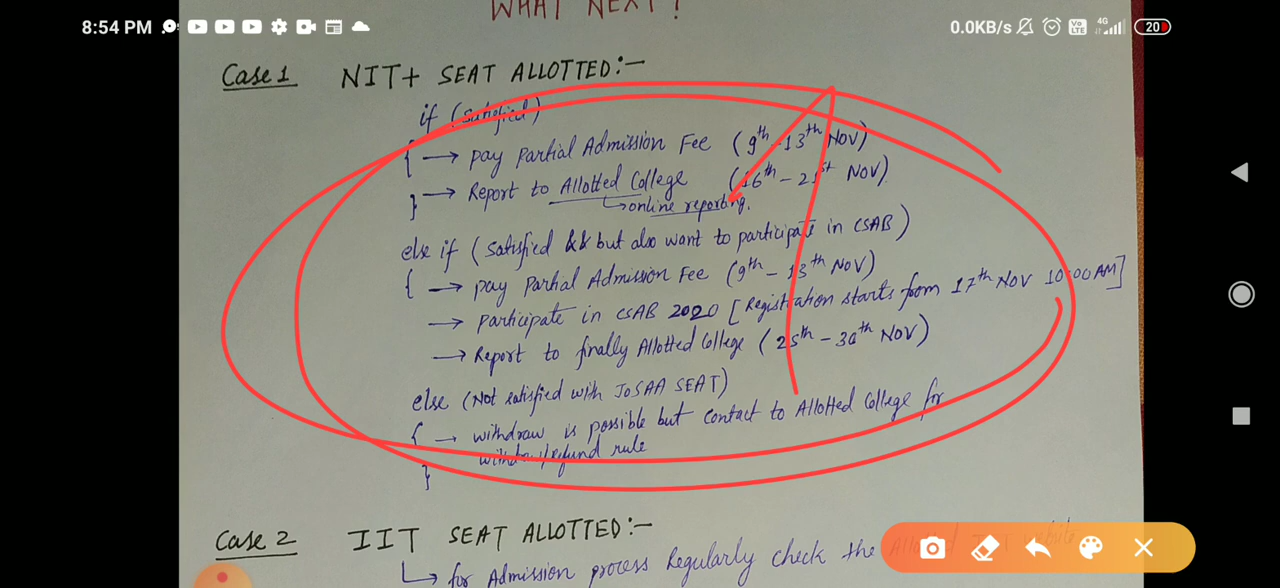 WHAT NEXT?
8:54 PM
0.0KB/s Vo LTE 4G 20
Case 1 NIT+ SEAT ALLOTTED:-
if (satisfied)
{ → pay Partial Admission Fee (9th - 13th NOV)
} → Report to Allotted College (16th - 21st NOV)
↳ online reporting.
else if (satisfied && but also want to participate in CSAB)
{ → pay Partial Admission Fee (9th - 13th NOV)
→ participate in CSAB 2020 [Registration starts from 17th NOV 10:00 AM]
→ Report to finally Allotted College (25th - 30th NOV)
else (Not satisfied with JoSAA SEAT)
{ → withdraw is possible but contact to Allotted College for
withdraw/refund rule
}
Case 2 IIT SEAT ALLOTTED:-
↳ for Admission process Regularly check the